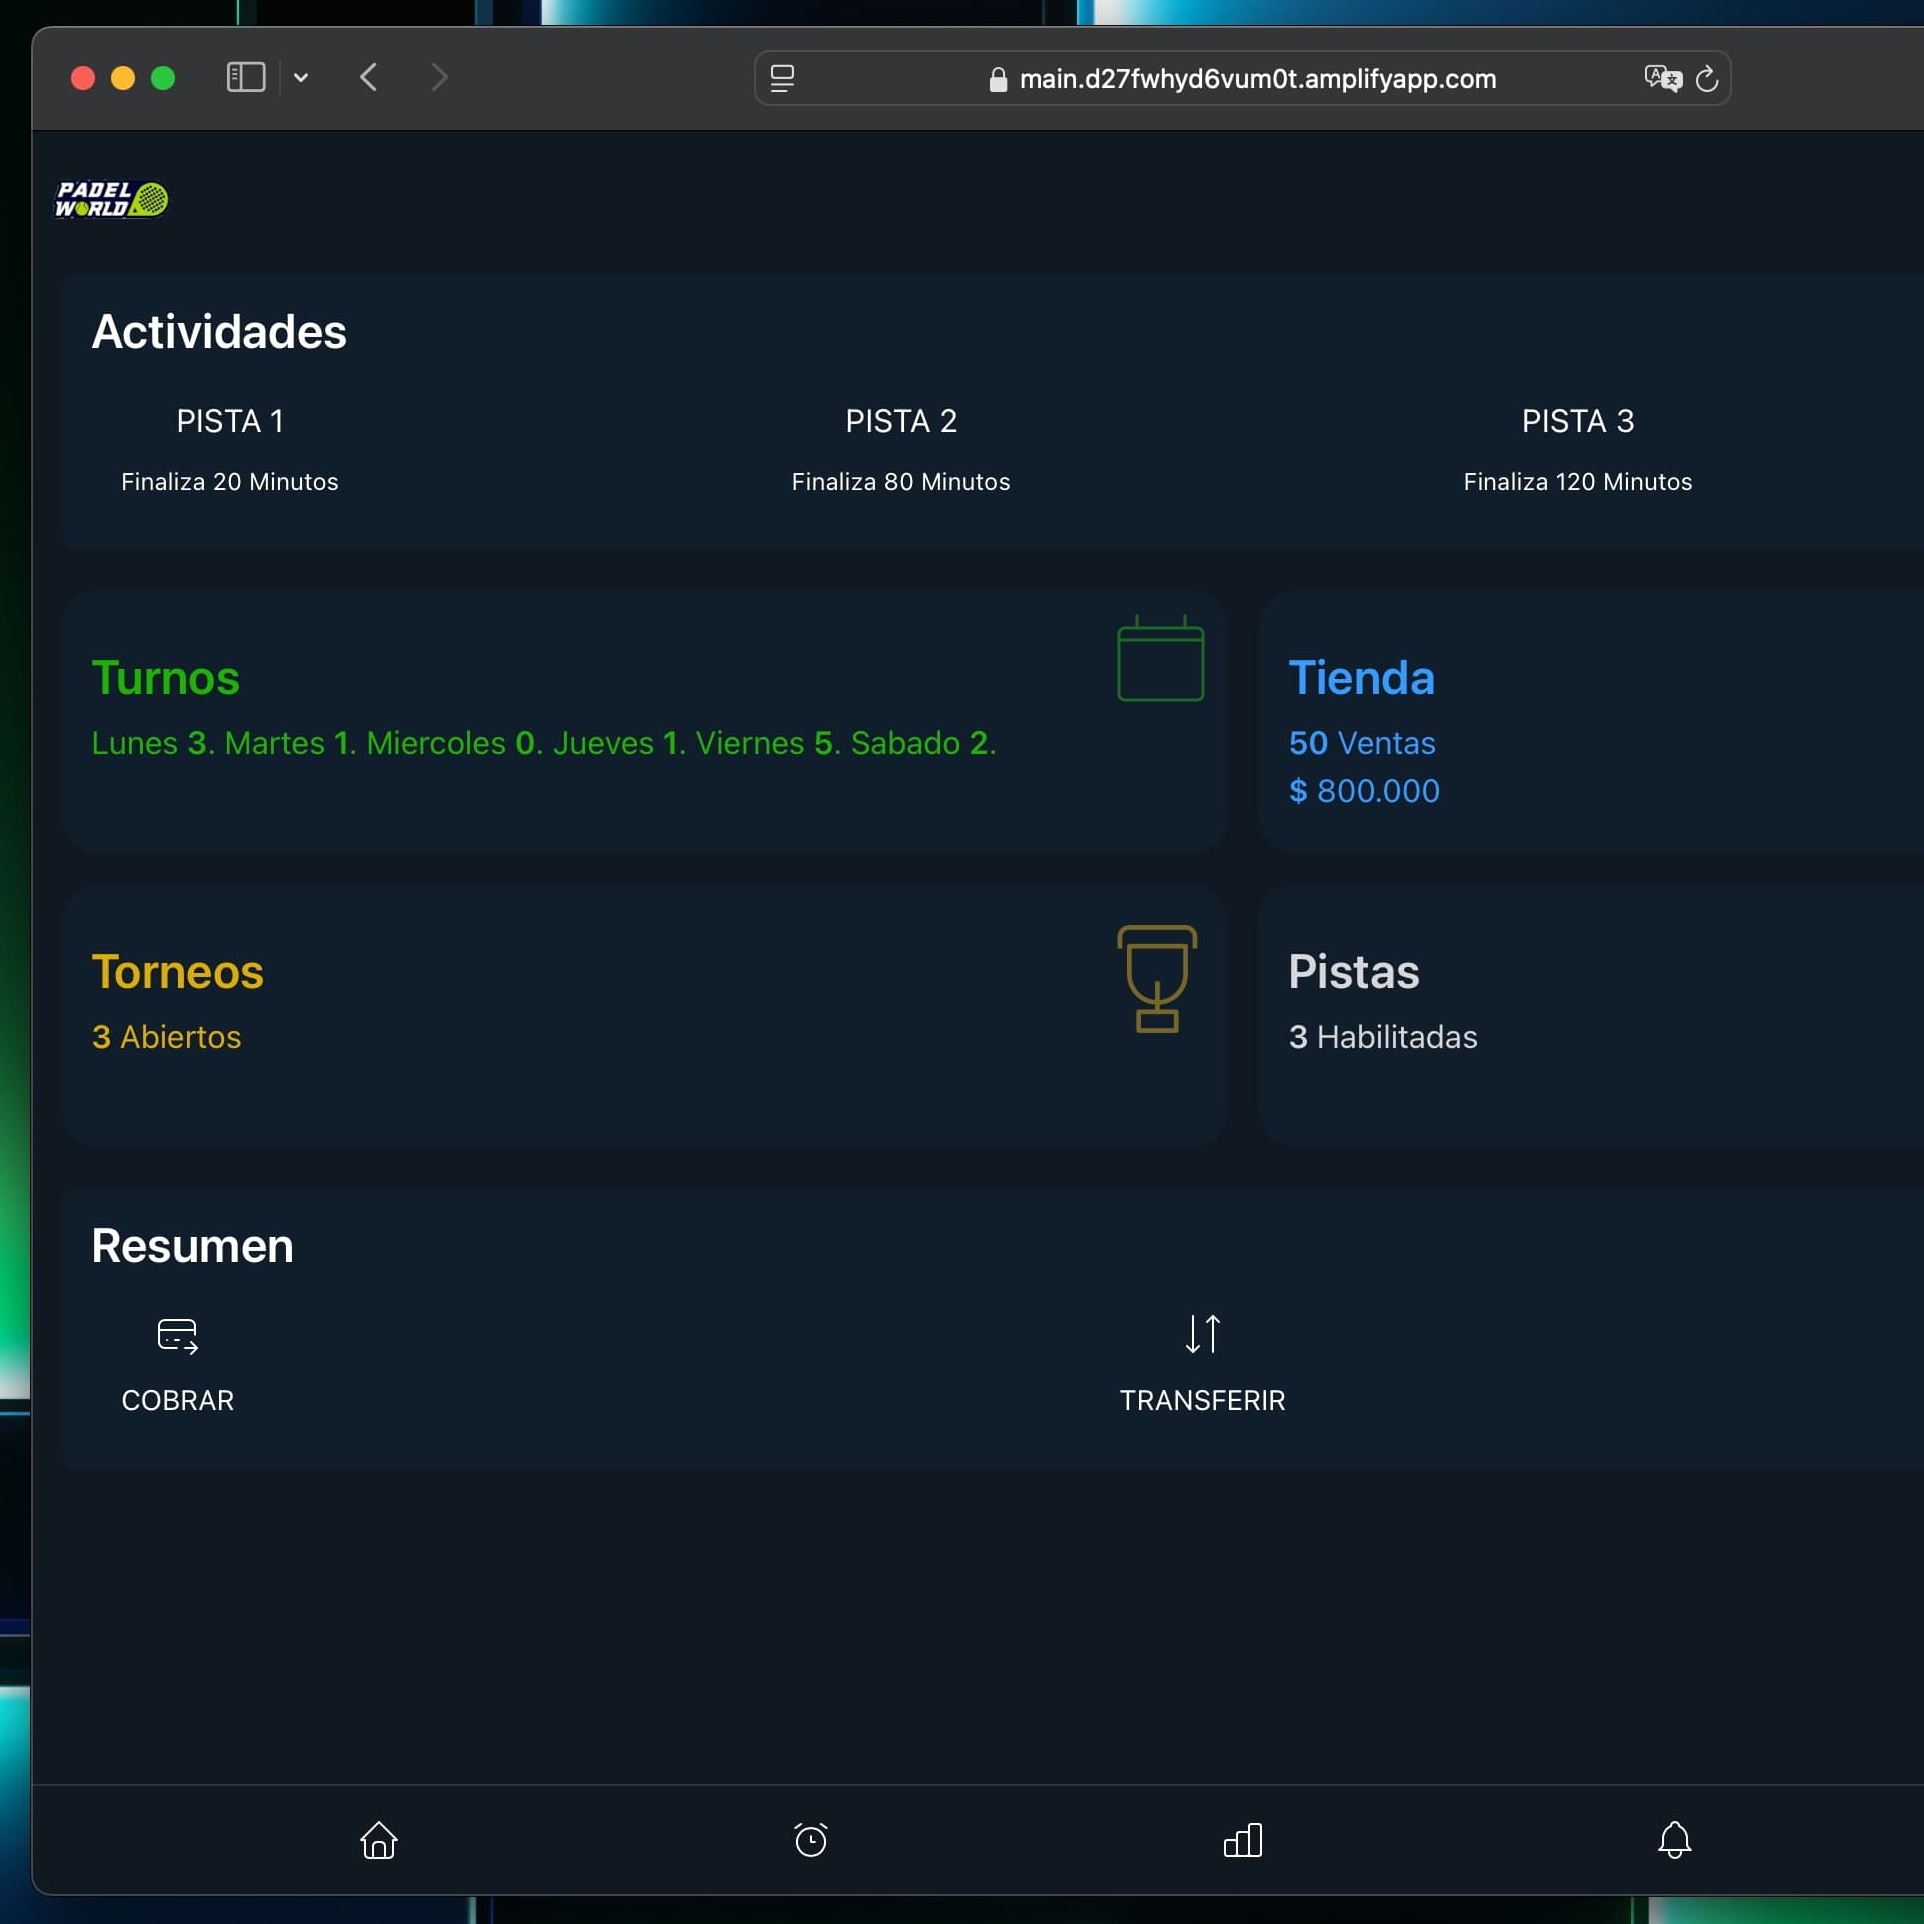 main.d27fwhyd6vum0t.amplifyapp.com
PADEL
WORLD
Actividades
PISTA 1
Finaliza 20 Minutos
PISTA 2
Finaliza 80 Minutos
PISTA 3
Finaliza 120 Minutos
Turnos
Lunes 3. Martes 1. Miercoles 0. Jueves 1. Viernes 5. Sabado 2.
Tienda
50 Ventas
$ 800.000
Torneos
3 Abiertos
Pistas
3 Habilitadas
Resumen
COBRAR
TRANSFERIR